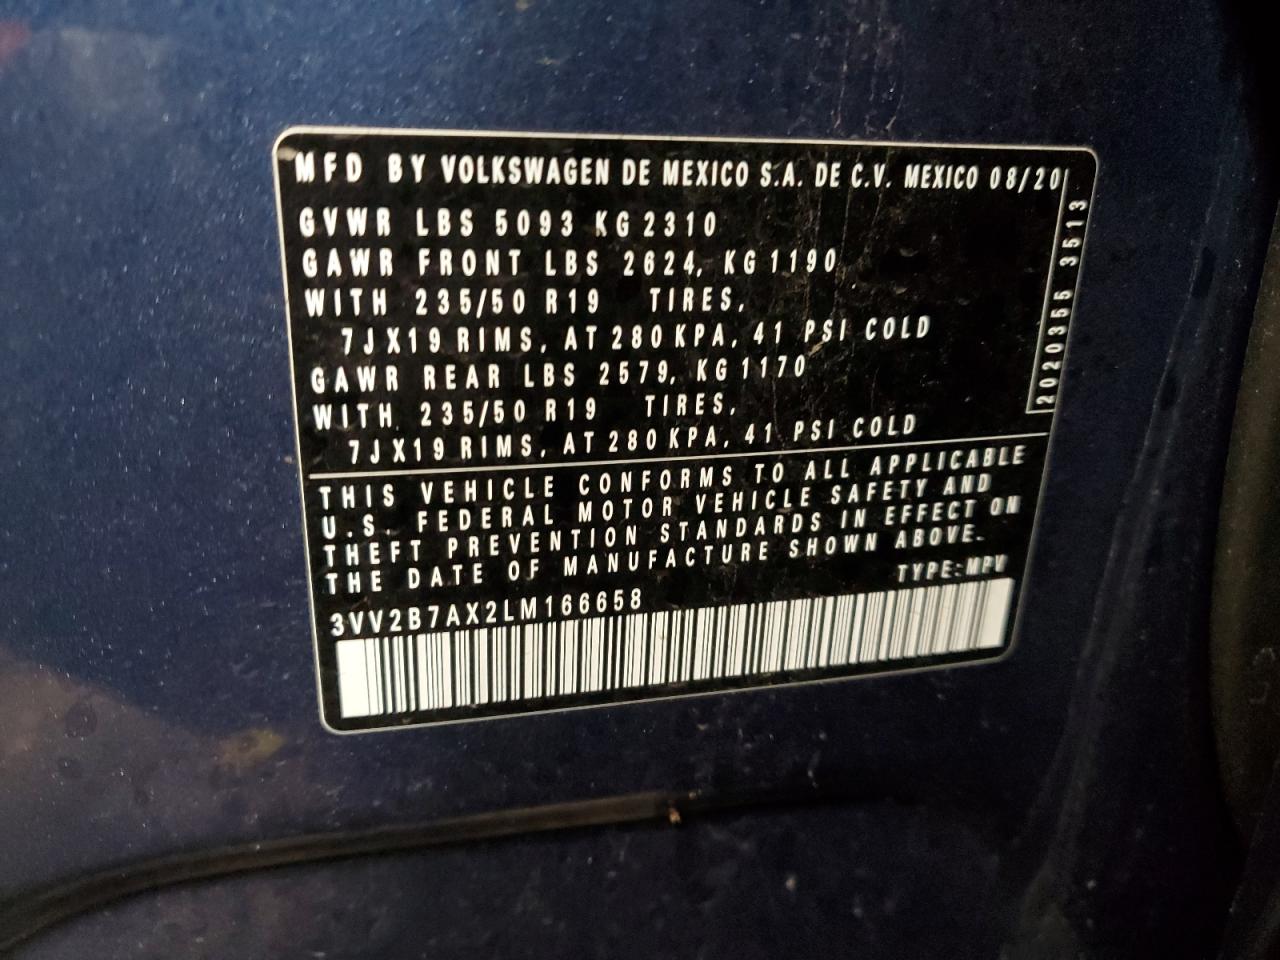 MFD BY VOLKSWAGEN DE MEXICO S.A. DE C.V. MEXICO 08/20
GVWR LBS 5093 KG 2310
GAWR FRONT LBS 2624, KG 1190
WITH 235/50 R19 TIRES,
7JX19 RIMS, AT 280 KPA, 41 PSI COLD
GAWR REAR LBS 2579, KG 1170
WITH 235/50 R19 TIRES,
7JX19 RIMS, AT 280 KPA, 41 PSI COLD
2020355 3513
THIS VEHICLE CONFORMS TO ALL APPLICABLE
U.S. FEDERAL MOTOR VEHICLE SAFETY AND
THEFT PREVENTION STANDARDS IN EFFECT ON
THE DATE OF MANUFACTURE SHOWN ABOVE.
3VV2B7AX2LM166658 TYPE:MPV